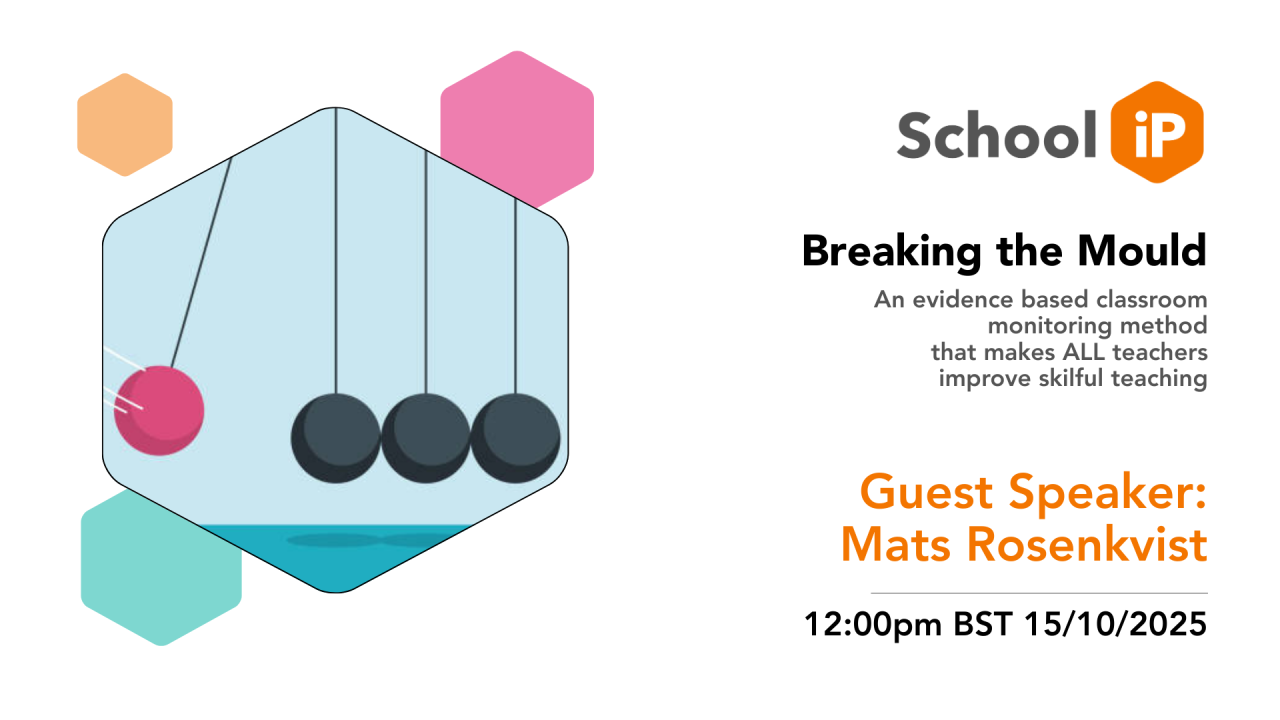 School iP
Breaking the Mould
An evidence based classroom
monitoring method
that makes ALL teachers
improve skilful teaching
Guest Speaker:
Mats Rosenkvist
12:00pm BST 15/10/2025